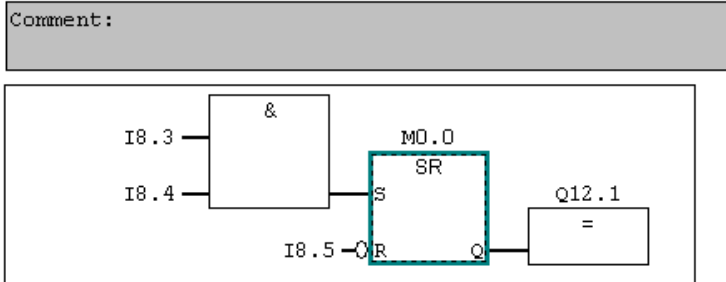 Comment:
&
I8.3
M0.0
SR
I8.4
S
Q12.1
=
I8.5
R
Q